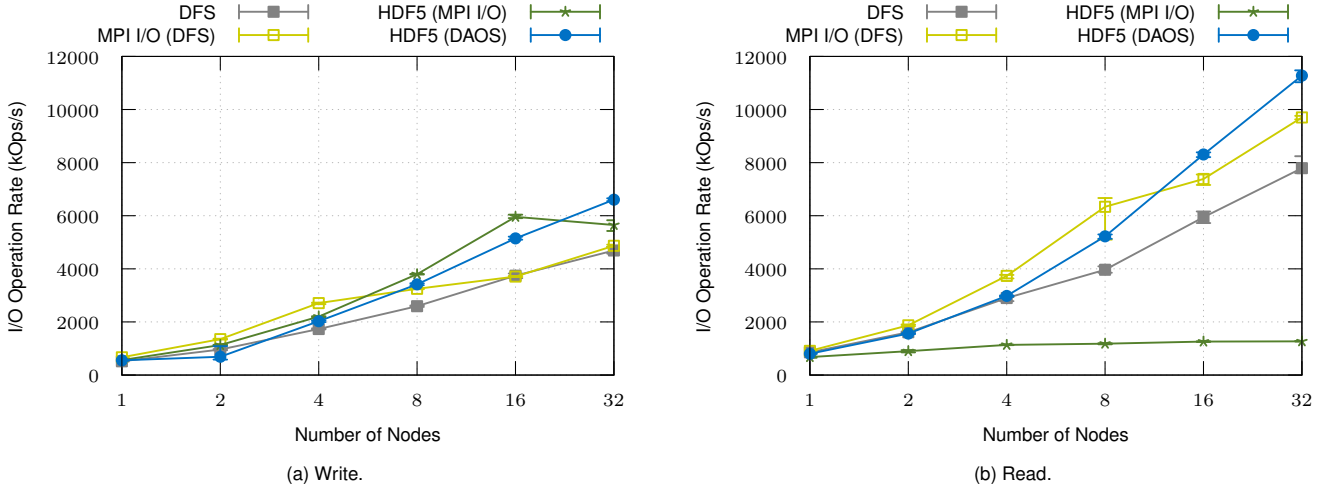 DFS
MPI I/O (DFS)
HDF5 (MPI I/O)
HDF5 (DAOS)
12000
10000
8000
6000
4000
2000
0
I/O Operation Rate (kOps/s)
1 2 4 8 16 32
Number of Nodes
(a) Write.
DFS
MPI I/O (DFS)
HDF5 (MPI I/O)
HDF5 (DAOS)
12000
10000
8000
6000
4000
2000
0
I/O Operation Rate (kOps/s)
1 2 4 8 16 32
Number of Nodes
(b) Read.